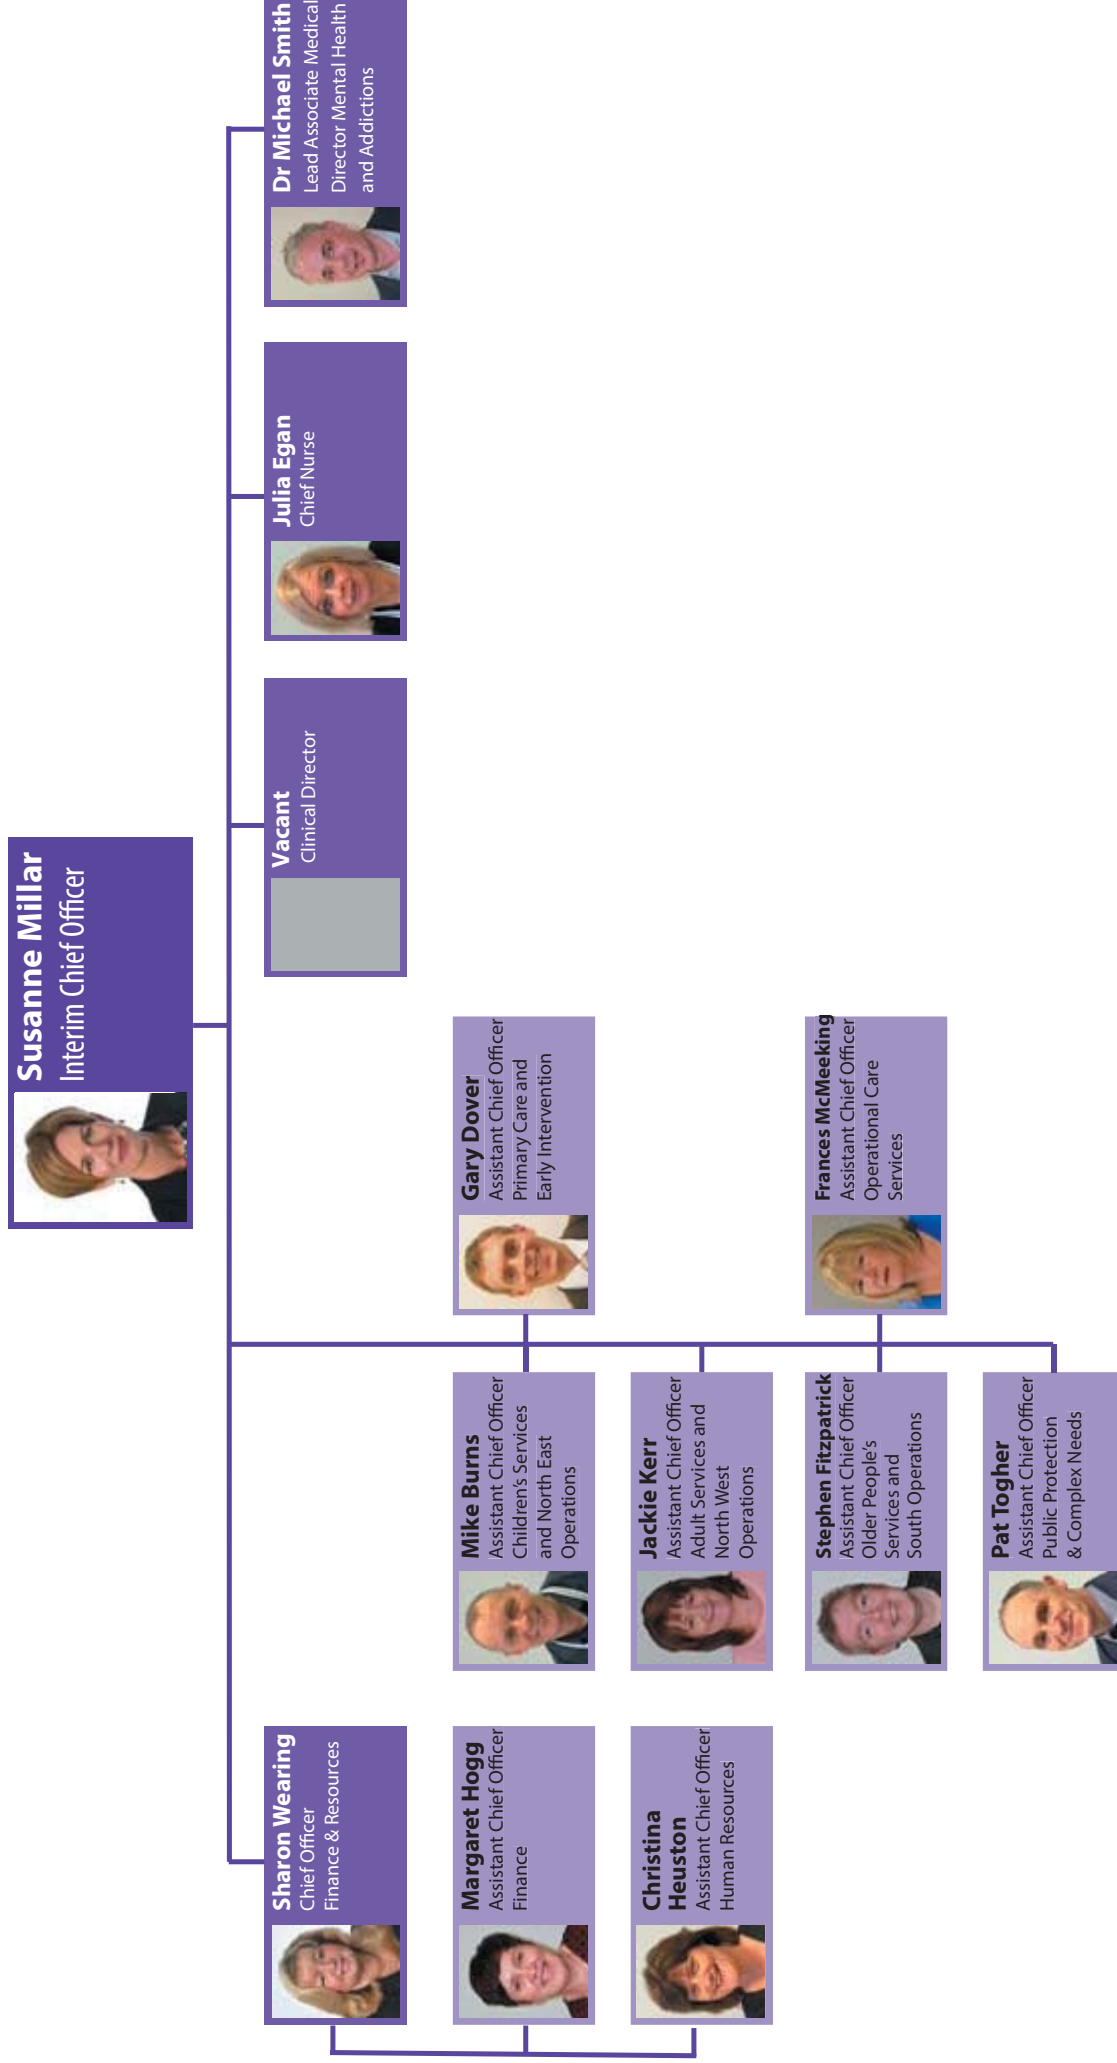 Susanne Millar
Interim Chief Officer
Sharon Wearing
Chief Officer
Finance & Resources
Vacant
Clinical Director
Julia Egan
Chief Nurse
Dr Michael Smith
Lead Associate Medical
Director Mental Health
and Addictions
Margaret Hogg
Assistant Chief Officer
Finance
Christina
Heuston
Assistant Chief Officer
Human Resources
Mike Burns
Assistant Chief Officer
Children's Services
and North East
Operations
Gary Dover
Assistant Chief Officer
Primary Care and
Early Intervention
Jackie Kerr
Assistant Chief Officer
Adult Services and
North West
Operations
Stephen Fitzpatrick
Assistant Chief Officer
Older People's
Services and
South Operations
Frances McMeeking
Assistant Chief Officer
Operational Care
Services
Pat Togher
Assistant Chief Officer
Public Protection
& Complex Needs